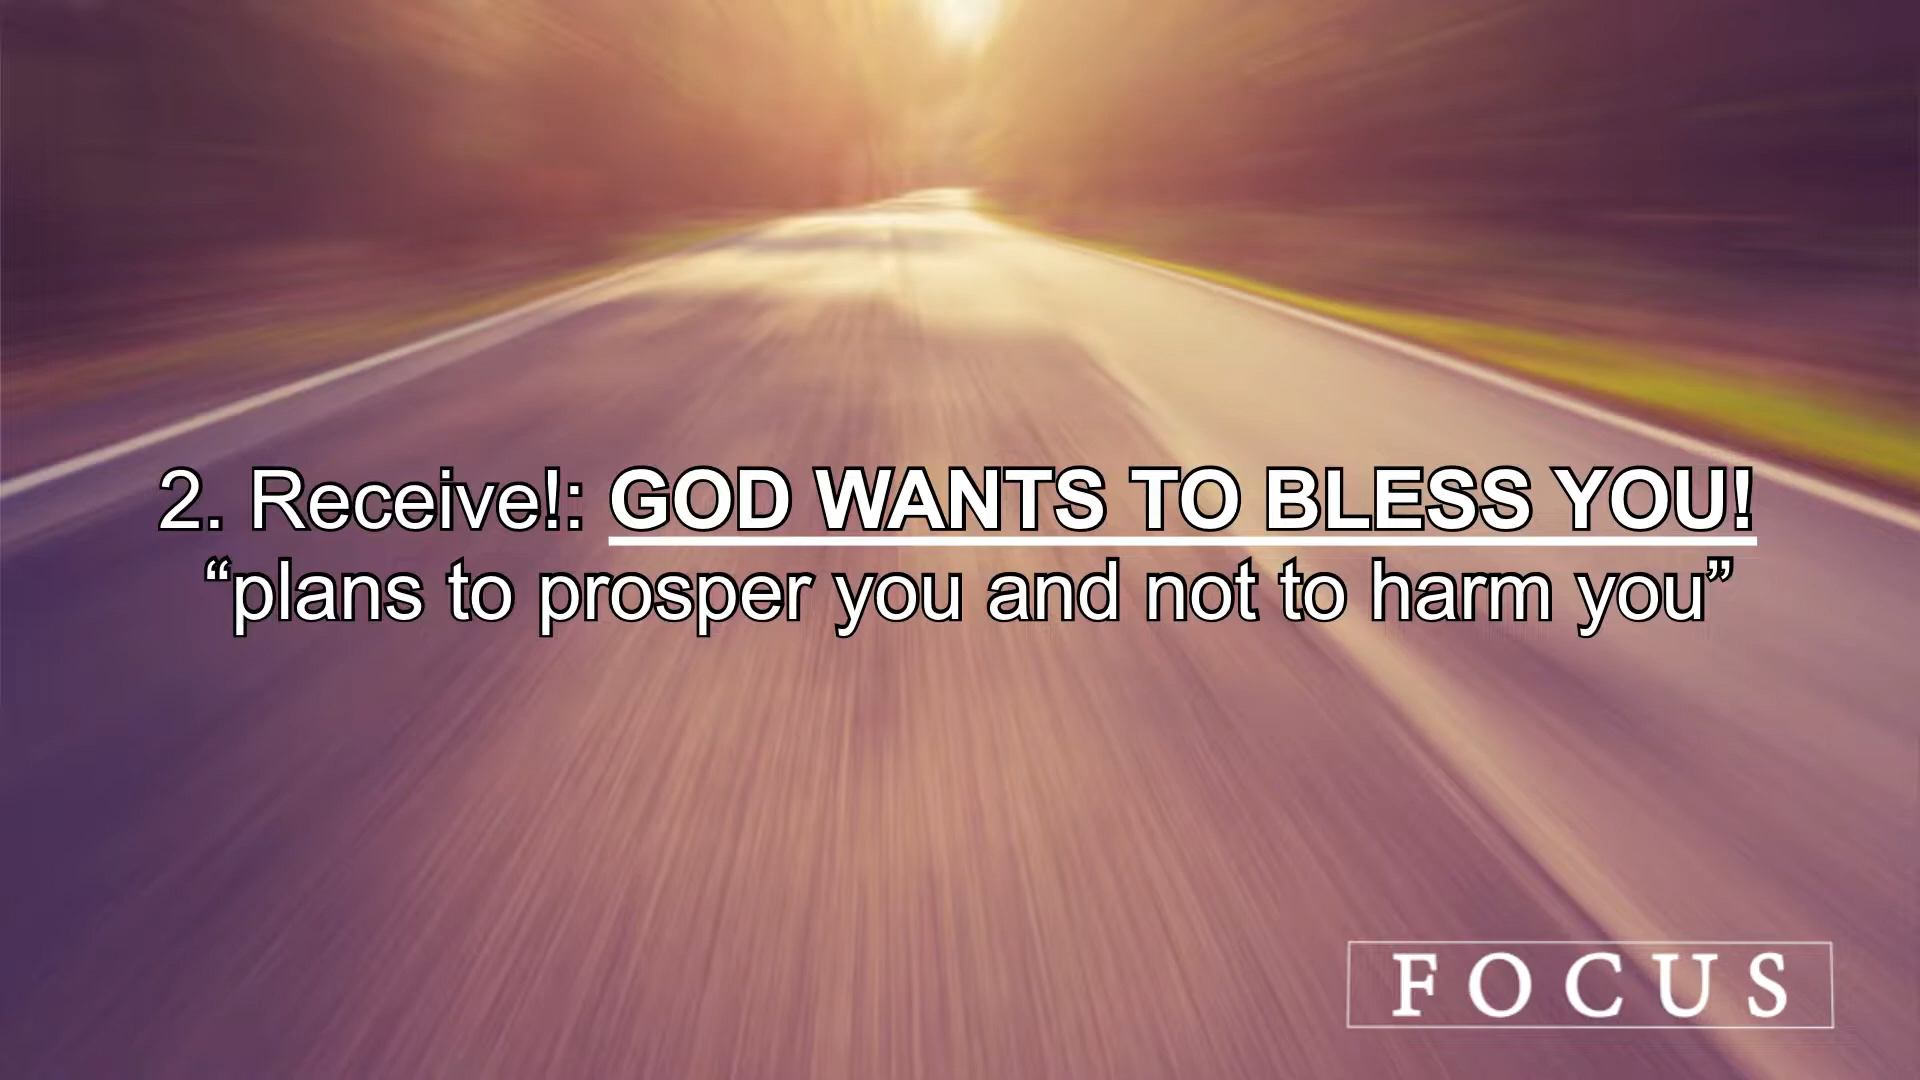 2. Receive!: GOD WANTS TO BLESS YOU!
“plans to prosper you and not to harm you”
FOCUS